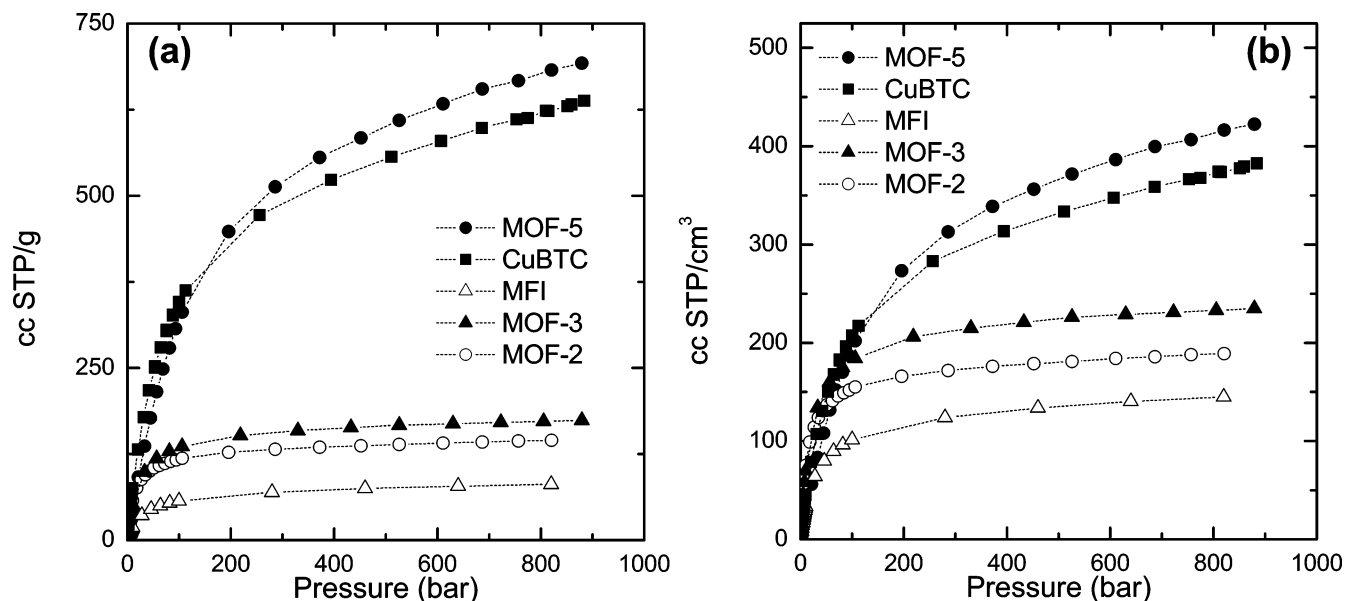 (a)
750
500
250
0
cc STP/g
MOF-5
CuBTC
MFI
MOF-3
MOF-2
0 200 400 600 800 1000
Pressure (bar)
(b)
500
400
300
200
100
0
cc STP/cm³
MOF-5
CuBTC
MFI
MOF-3
MOF-2
0 200 400 600 800 1000
Pressure (bar)